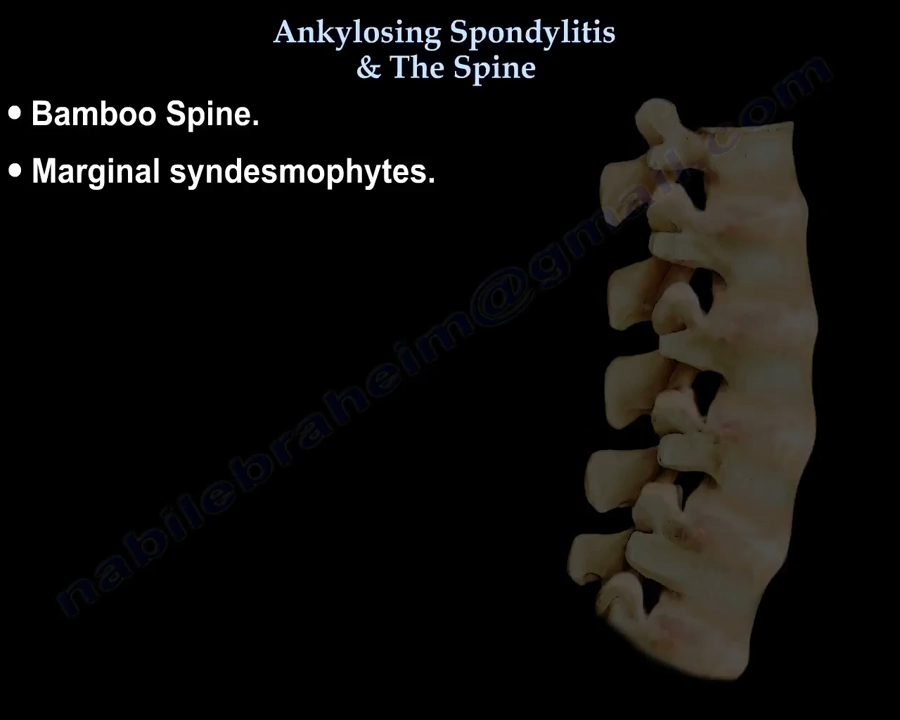 Ankylosing Spondylitis
& The Spine
• Bamboo Spine.
• Marginal syndesmophytes.
nabilebraheim@gmail.com